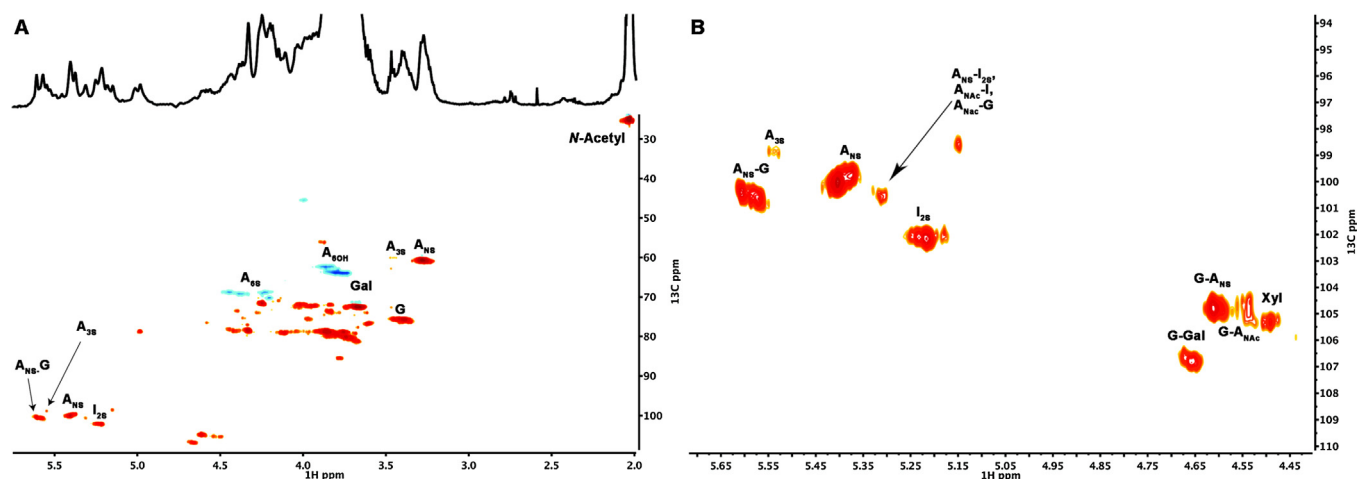 A
N-Acetyl
A6OH
A3S
ANS
A6S
Gal
G
A3S
ANS-G
ANS
I2S
30
40
50
60
70
80
90
100
13C ppm
5.5 5.0 4.5 4.0 3.5 3.0 2.5 2.0
1H ppm
B
ANS-I2S,
ANAc-I,
ANac-G
A3S
ANS
ANS-G
I2S
G-ANS
Xyl
G-Gal
G-ANAc
94
95
96
97
98
99
100
101
102
103
104
105
106
107
108
109
110
13C ppm
5.65 5.55 5.45 5.35 5.25 5.15 5.05 4.95 4.85 4.75 4.65 4.55 4.45
1H ppm